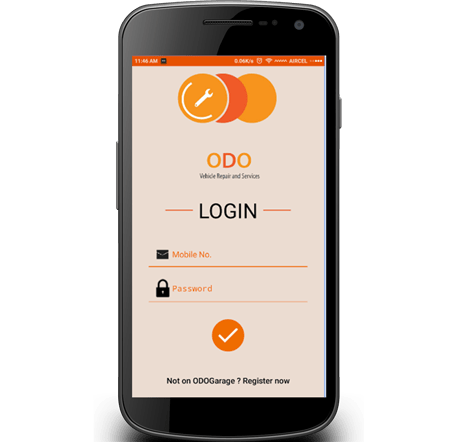 11:46 AM 0.06K/s AIRCEL
ODO
Vehicle Repair and Services
LOGIN
Mobile No.
Password
Not on ODOGarage ? Register now